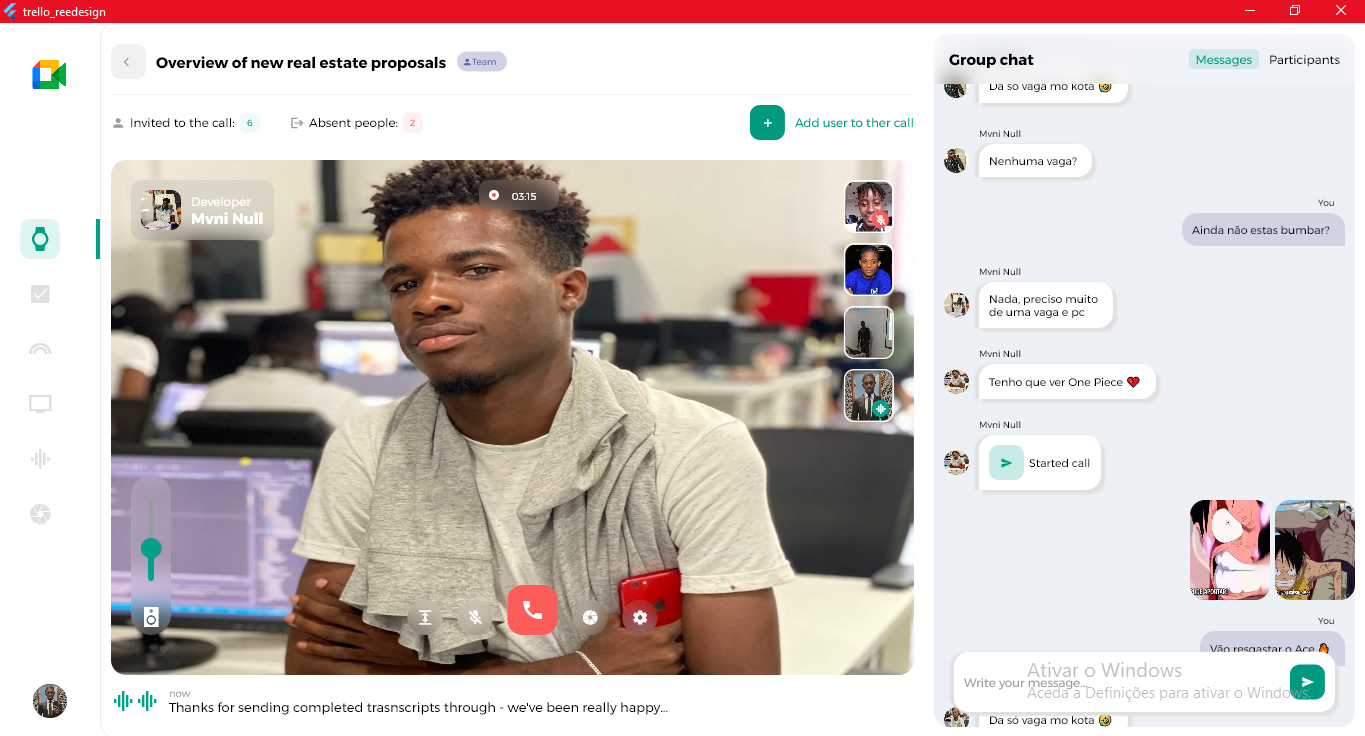 trello_reedesign
Overview of new real estate proposals
Team
Invited to the call: 6
Absent people: 2
+ Add user to ther call
Developer
Mvni Null
03:15
now
Thanks for sending completed trasnscripts through - we've been really happy...
Group chat
Messages
Participants
Da só vaga mo kota 🤣
Mvni Null
Nenhuma vaga?
You
Ainda não estas bumbar?
Mvni Null
Nada, preciso muito
de uma vaga e pc
Mvni Null
Tenho que ver One Piece 💔
Mvni Null
Started call
You
Vão resgastar o Ace 🔥
Write your message...
Ativar o Windows
Aceda a Definições para ativar o Windows.
Da só vaga mo kota 🤣